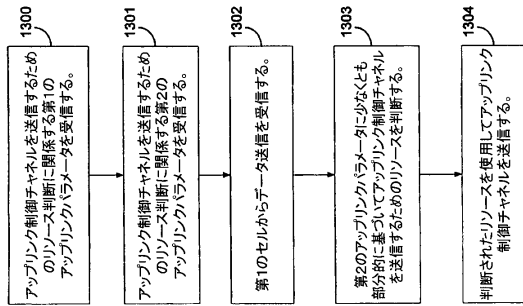 1300
アップリンク制御チャネルを送信するため
のリソース判断に関係する第1の
アップリンクパラメータを受信する。
1301
アップリンク制御チャネルを送信するため
のリソース判断に関係する第2の
アップリンクパラメータを受信する。
1302
第1のセルからデータ送信を受信する。
1303
第2のアップリンクパラメータに少なくとも
部分的に基づいてアップリンク制御チャネル
を送信するためのリソースを判断する。
1304
判断されたリソースを使用してアップリンク
制御チャネルを送信する。